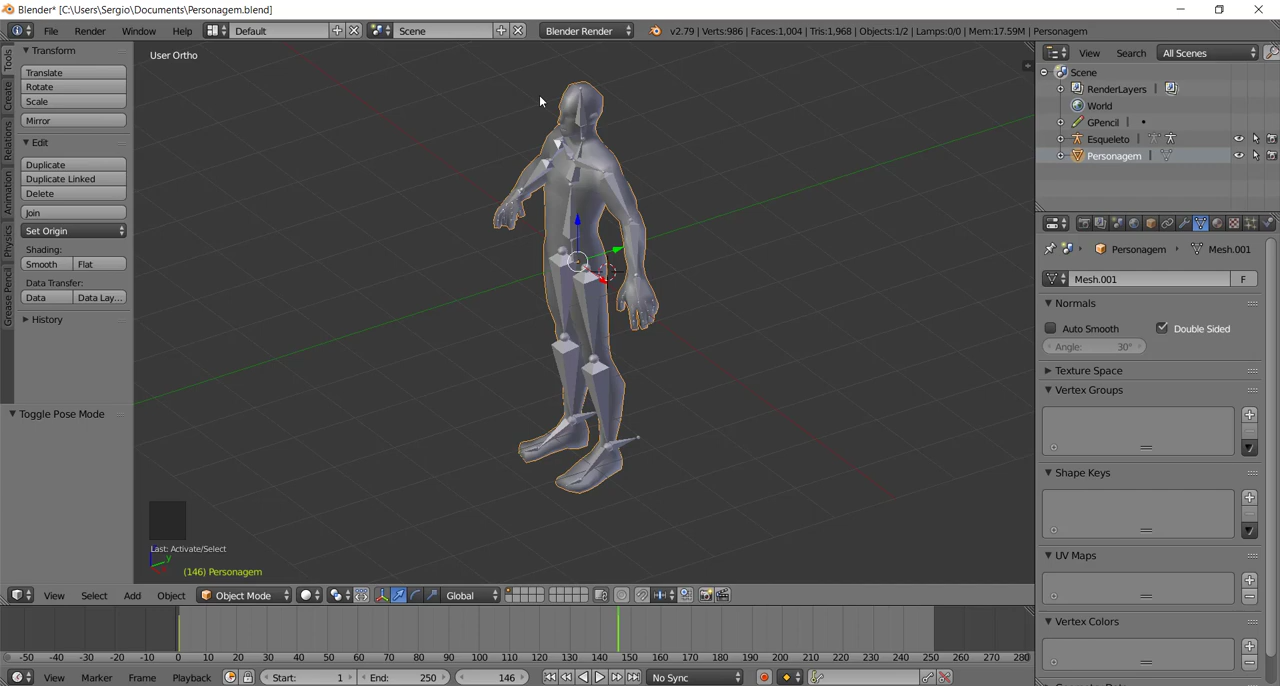 Blender* [C:\Users\Sergio\Documents\Personagem.blend]
File Render Window Help Default Scene Blender Render v2.79 | Verts:986 | Faces:1,004 | Tris:1,968 | Objects:1/2 | Lamps:0/0 | Mem:17.59M | Personagem
Tools
Create
Relations
Animation
Physics
Grease Pencil
Transform
Translate
Rotate
Scale
Mirror
Edit
Duplicate
Duplicate Linked
Delete
Join
Set Origin
Shading:
Smooth Flat
Data Transfer:
Data Data Lay...
History
Toggle Pose Mode
User Ortho
Last: Activate/Select
(146) Personagem
View Select Add Object Object Mode Global
-50 -40 -30 -20 -10 0 10 20 30 40 50 60 70 80 90 100 110 120 130 140 150 160 170 180 190 200 210 220 230 240 250 260 270 280
View Marker Frame Playback Start: 1 End: 250 146 No Sync
View Search All Scenes
Scene
RenderLayers
World
GPencil
Esqueleto
Personagem
Personagem Mesh.001
Mesh.001 F
Normals
Auto Smooth Double Sided
Angle: 30°
Texture Space
Vertex Groups
Shape Keys
UV Maps
Vertex Colors